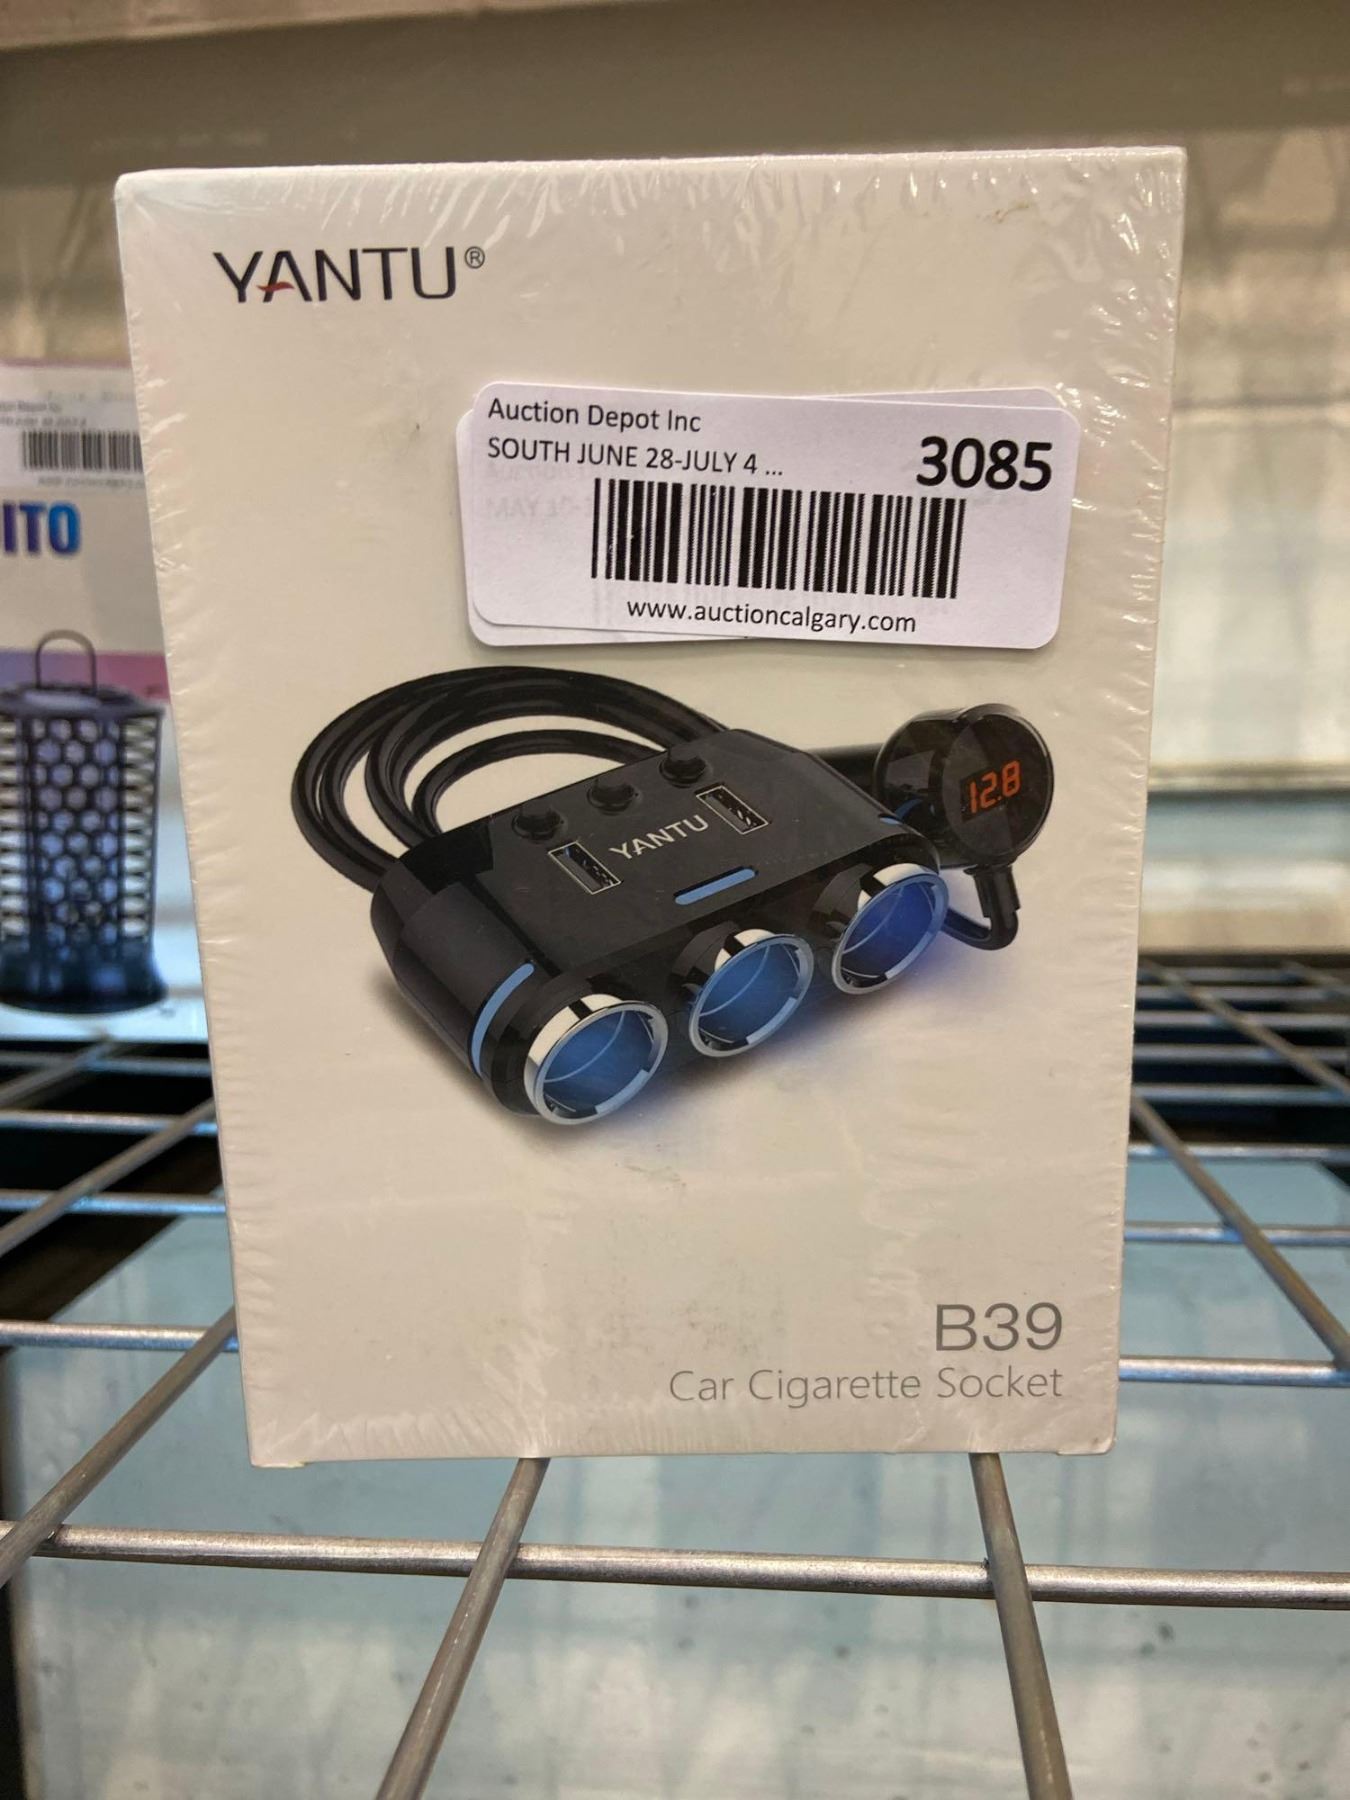 YANTU®
Auction Depot Inc
SOUTH JUNE 28-JULY 4 ...
3085
www.auctioncalgary.com
ITO
12.8
YANTU
B39
Car Cigarette Socket